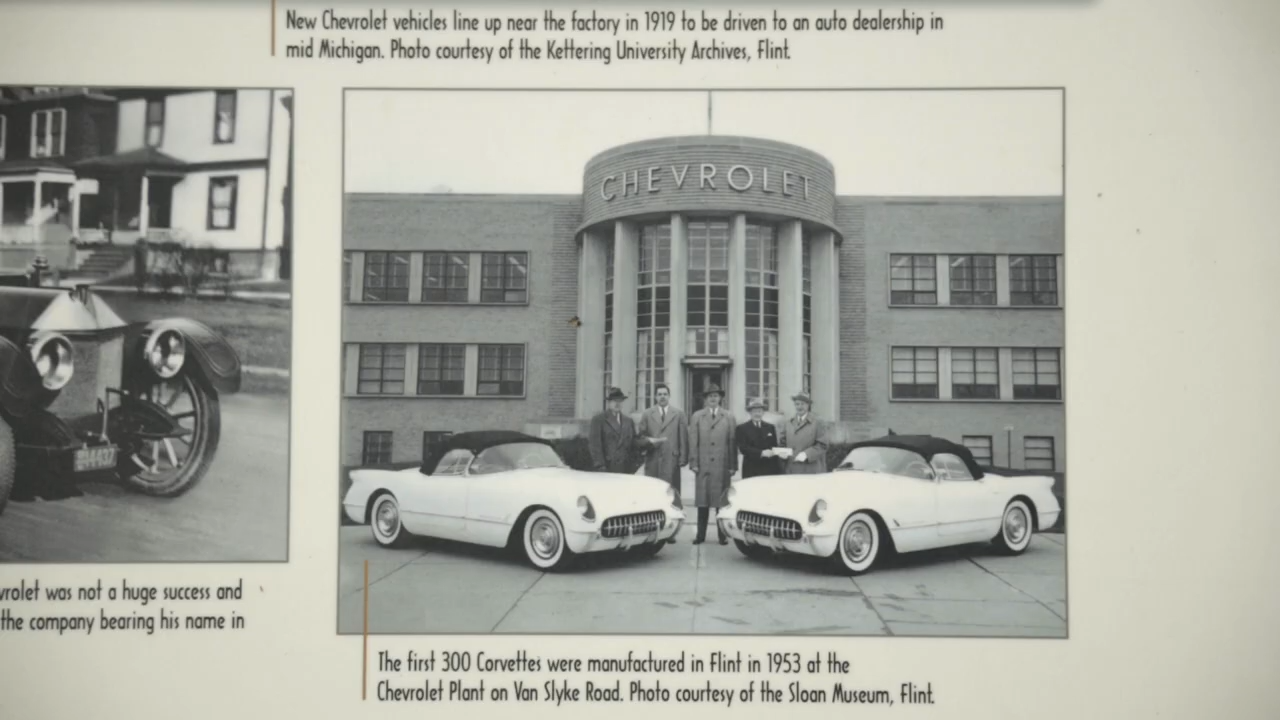 New Chevrolet vehicles line up near the factory in 1919 to be driven to an auto dealership in
mid Michigan. Photo courtesy of the Kettering University Archives, Flint.
CHEVROLET
vrolet was not a huge success and
the company bearing his name in
The first 300 Corvettes were manufactured in Flint in 1953 at the
Chevrolet Plant on Van Slyke Road. Photo courtesy of the Sloan Museum, Flint.